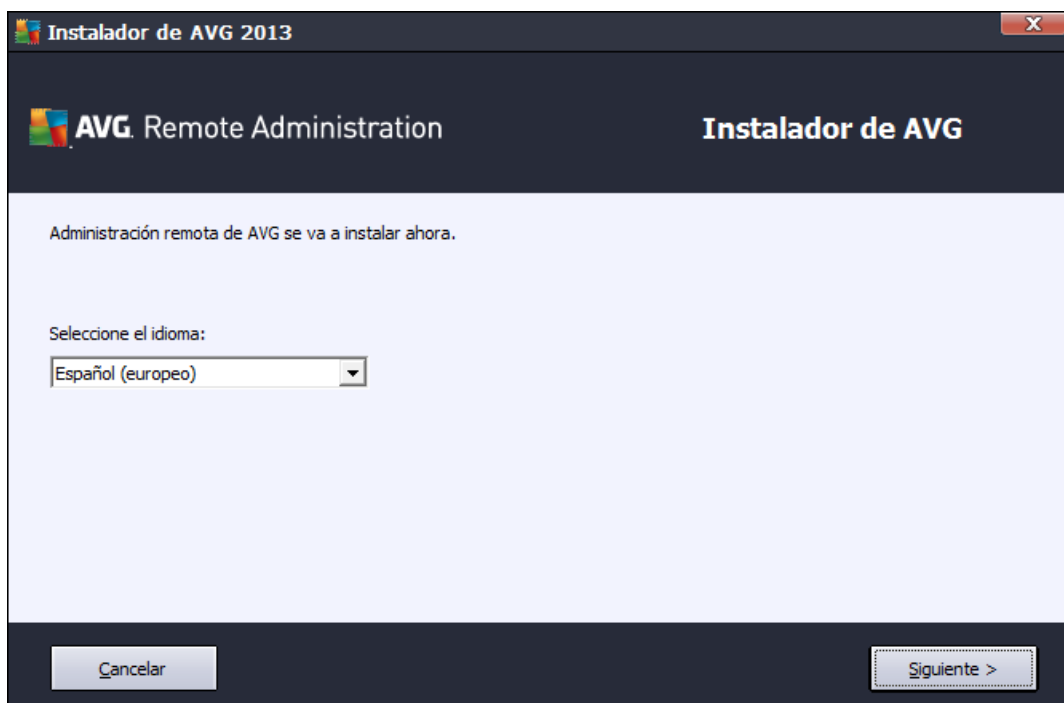 Instalador de AVG 2013
AVG. Remote Administration
Instalador de AVG
Administración remota de AVG se va a instalar ahora.
Seleccione el idioma:
Español (europeo)
Cancelar
Siguiente >